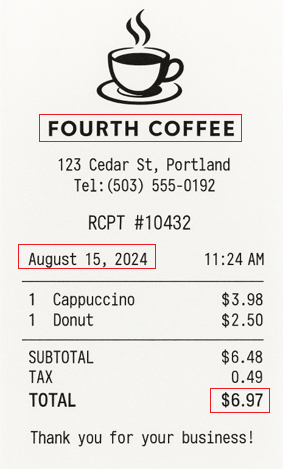 FOURTH COFFEE
123 Cedar St, Portland
Tel:(503) 555-0192
RCPT #10432
August 15, 2024 11:24 AM
1 Cappuccino $3.98
1 Donut $2.50
SUBTOTAL $6.48
TAX 0.49
TOTAL $6.97
Thank you for your business!